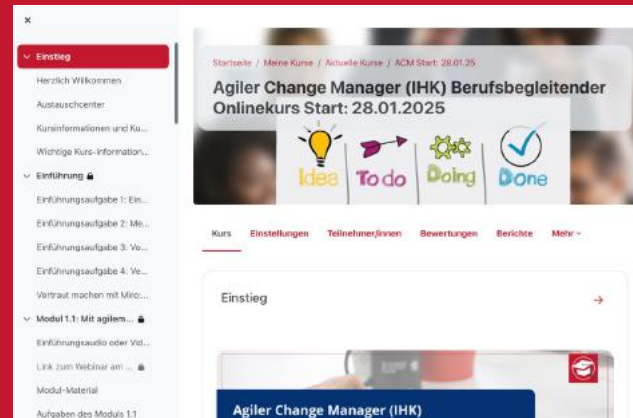 ×
Einstieg
Herzlich Willkommen
Austauschcenter
Kursinformationen und Ku...
Wichtige Kurs-Information...
Einführung
Einführungsaufgabe 1: Ein...
Einführungsaufgabe 2: Me...
Einführungsaufgabe 3: Vo...
Einführungsaufgabe 4: Ve...
Vertraut machen mit Miro:...
Modul 1.1: Mit agilem...
Einführungsaudio oder Vid...
Link zum Webinar am ...
Modul-Material
Aufgaben des Moduls 1.1
Startseite / Meine Kurse / Aktuelle Kurse / ACM Start: 28.01.25
Agiler Change Manager (IHK) Berufsbegleitender
Onlinekurs Start: 28.01.2025
Idea To do Doing Done
Kurs Einstellungen Teilnehmer/innen Bewertungen Berichte Mehr
Einstieg →
Agiler Change Manager (IHK)